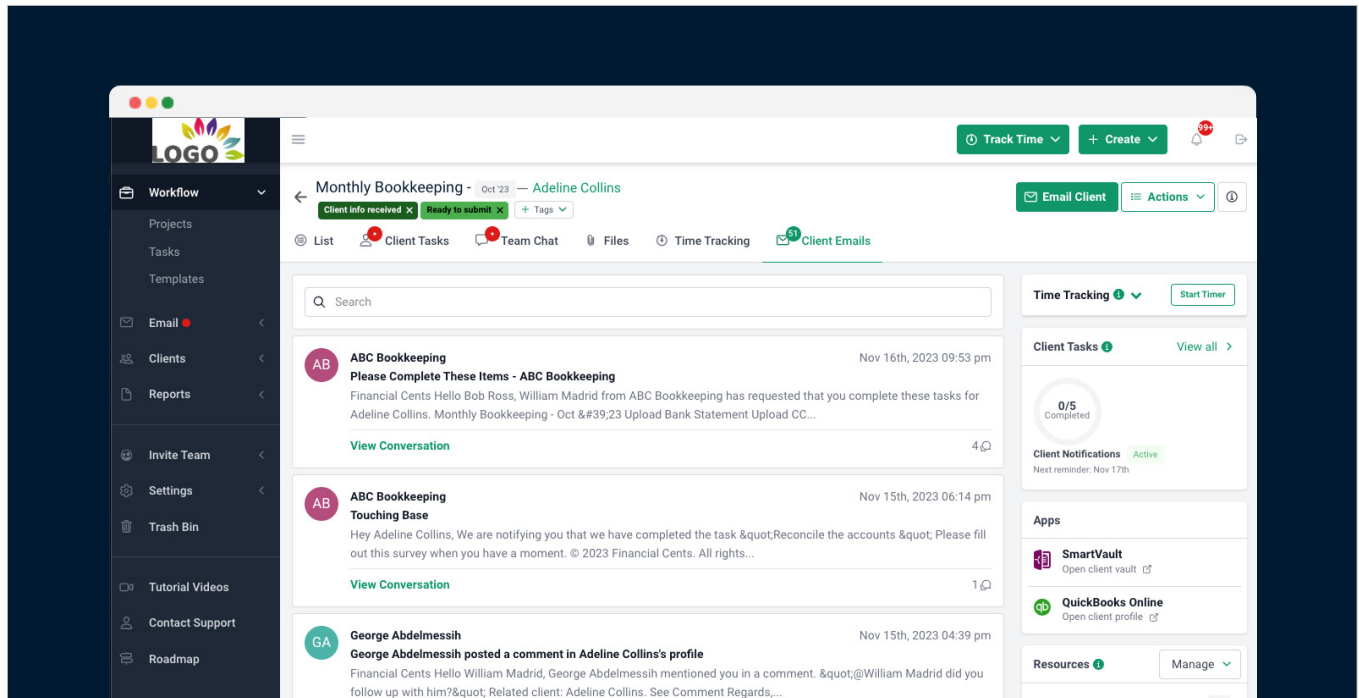 LOGO
Track Time
+ Create
99+
Workflow
Projects
Tasks
Templates
Email
Clients
Reports
Invite Team
Settings
Trash Bin
Tutorial Videos
Contact Support
Roadmap
Monthly Bookkeeping - Oct '23 — Adeline Collins
Client info received X Ready to submit X + Tags
Email Client
Actions
List
Client Tasks
Team Chat
Files
Time Tracking
51
Client Emails
Search
AB
ABC Bookkeeping
Nov 16th, 2023 09:53 pm
Please Complete These Items - ABC Bookkeeping
Financial Cents Hello Bob Ross, William Madrid from ABC Bookkeeping has requested that you complete these tasks for
Adeline Collins. Monthly Bookkeeping - Oct &#39;23 Upload Bank Statement Upload CC...
View Conversation
4
AB
ABC Bookkeeping
Nov 15th, 2023 06:14 pm
Touching Base
Hey Adeline Collins, We are notifying you that we have completed the task &quot;Reconcile the accounts &quot; Please fill
out this survey when you have a moment. © 2023 Financial Cents. All rights...
View Conversation
1
GA
George Abdelmessih
Nov 15th, 2023 04:39 pm
George Abdelmessih posted a comment in Adeline Collins's profile
Financial Cents Hello William Madrid, George Abdelmessih mentioned you in a comment. &quot;@William Madrid did you
follow up with him?&quot; Related client: Adeline Collins. See Comment Regards,...
Time Tracking
Start Timer
Client Tasks
View all
0/5
Completed
Client Notifications Active
Next reminder: Nov 17th
Apps
SmartVault
Open client vault
qb
QuickBooks Online
Open client profile
Resources
Manage